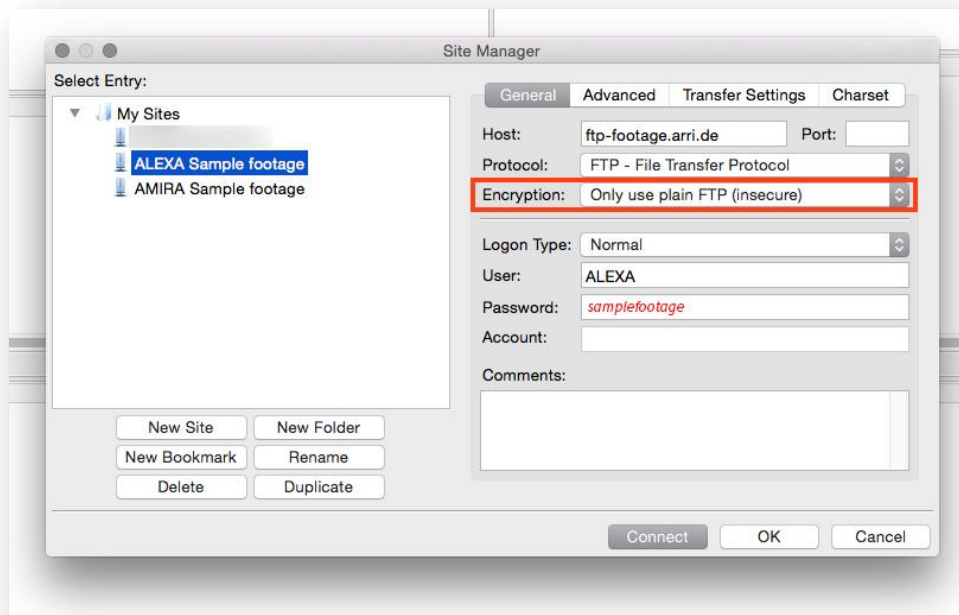 Site Manager
Select Entry:
My Sites
ALEXA Sample footage
AMIRA Sample footage
New Site New Folder
New Bookmark Rename
Delete Duplicate
General Advanced Transfer Settings Charset
Host: ftp-footage.arri.de Port:
Protocol: FTP - File Transfer Protocol
Encryption: Only use plain FTP (insecure)
Logon Type: Normal
User: ALEXA
Password: samplefootage
Account:
Comments:
Connect OK Cancel